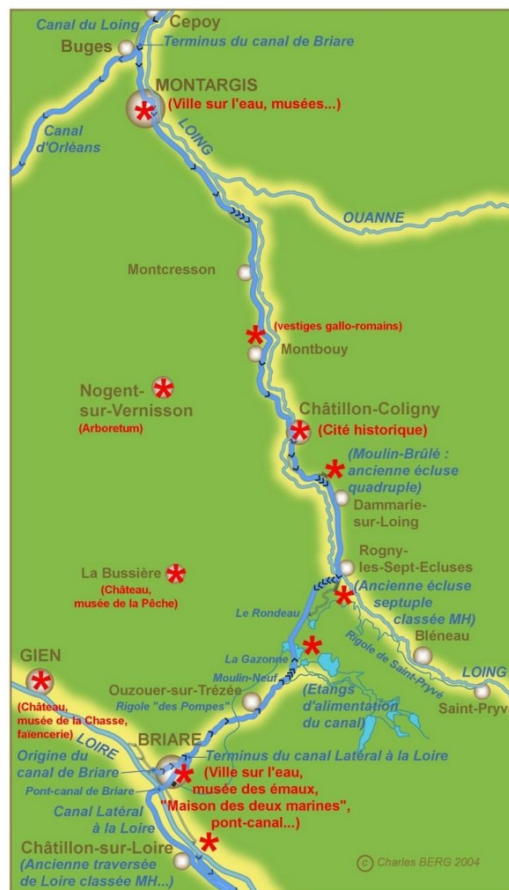 Cepoy
Canal du Loing
Buges
Terminus du canal de Briare
MONTARGIS
(Ville sur l'eau, musées...)
LOING
Canal
d'Orléans
OUANNE
Montcresson
(vestiges gallo-romains)
Montbouy
Nogent-
sur-Vernisson
(Arboretum)
Châtillon-Coligny
(Cité historique)
(Moulin-Brûlé :
ancienne écluse
quadruple)
Dammarie-
sur-Loing
Rogny-
les-Sept-Ecluses
La Bussière
(Château,
musée de la Pêche)
(Ancienne écluse
septuple
classée MH)
Le Rondeau
Rigole de Saint-Pryvé
Bléneau
LOING
GIEN
La Gazonne
Moulin-Neuf
Saint-Pryvé
(Château,
musée de la Chasse,
faïencerie)
Ouzouer-sur-Trézée
Rigole "des Pompes"
(Etangs
d'alimentation
du canal)
LOIRE
BRIARE
Origine du
canal de Briare
Terminus du canal Latéral à la Loire
Pont-canal de Briare
(Ville sur l'eau,
musée des émaux,
"Maison des deux marines",
pont-canal...)
Canal Latéral
à la Loire
Châtillon-sur-Loire
(Ancienne traversée
de Loire classée MH...)
© Charles BERG 2004